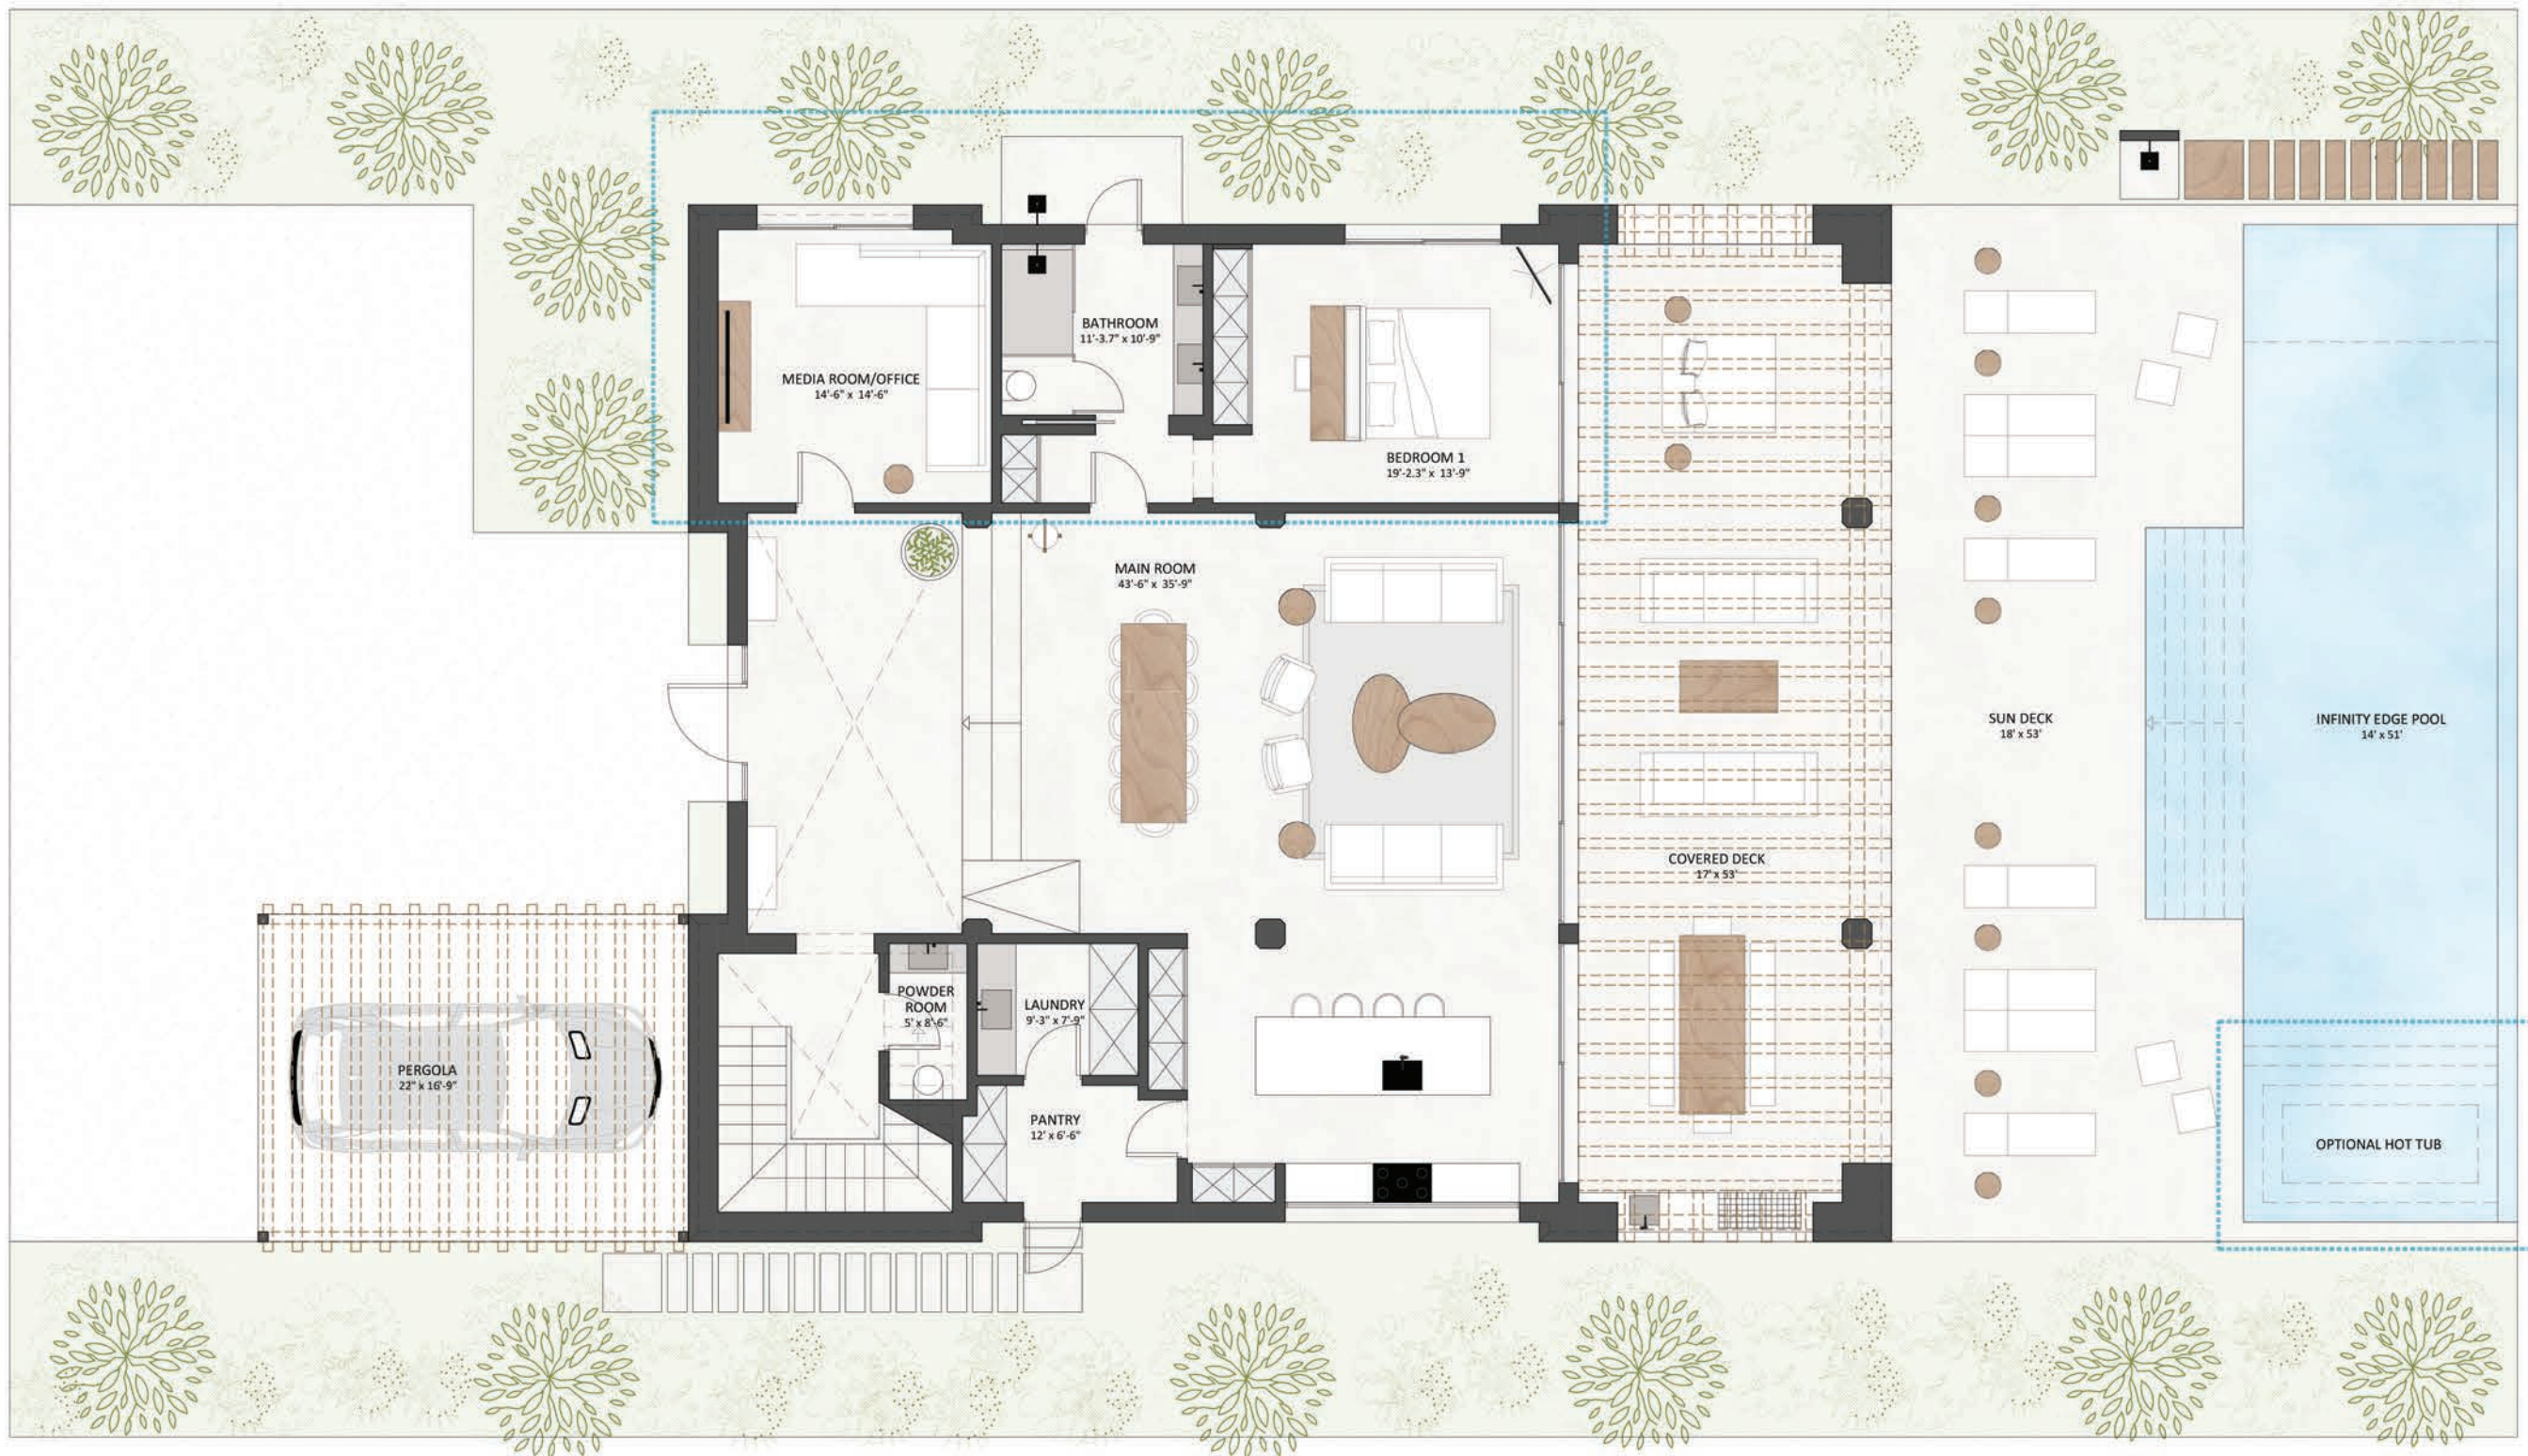 MEDIA ROOM/OFFICE
14'-6" x 14'-6"
BATHROOM
11'-3.7" x 10'-9"
BEDROOM 1
19'-2.3" x 13'-9"
MAIN ROOM
43'-6" x 35'-9"
SUN DECK
18' x 53'
INFINITY EDGE POOL
14' x 51'
COVERED DECK
17' x 53'
POWDER
ROOM
5' x 8'-6"
LAUNDRY
9'-3" x 7'-9"
PERGOLA
22" x 16'-9"
PANTRY
12' x 6'-6"
OPTIONAL HOT TUB